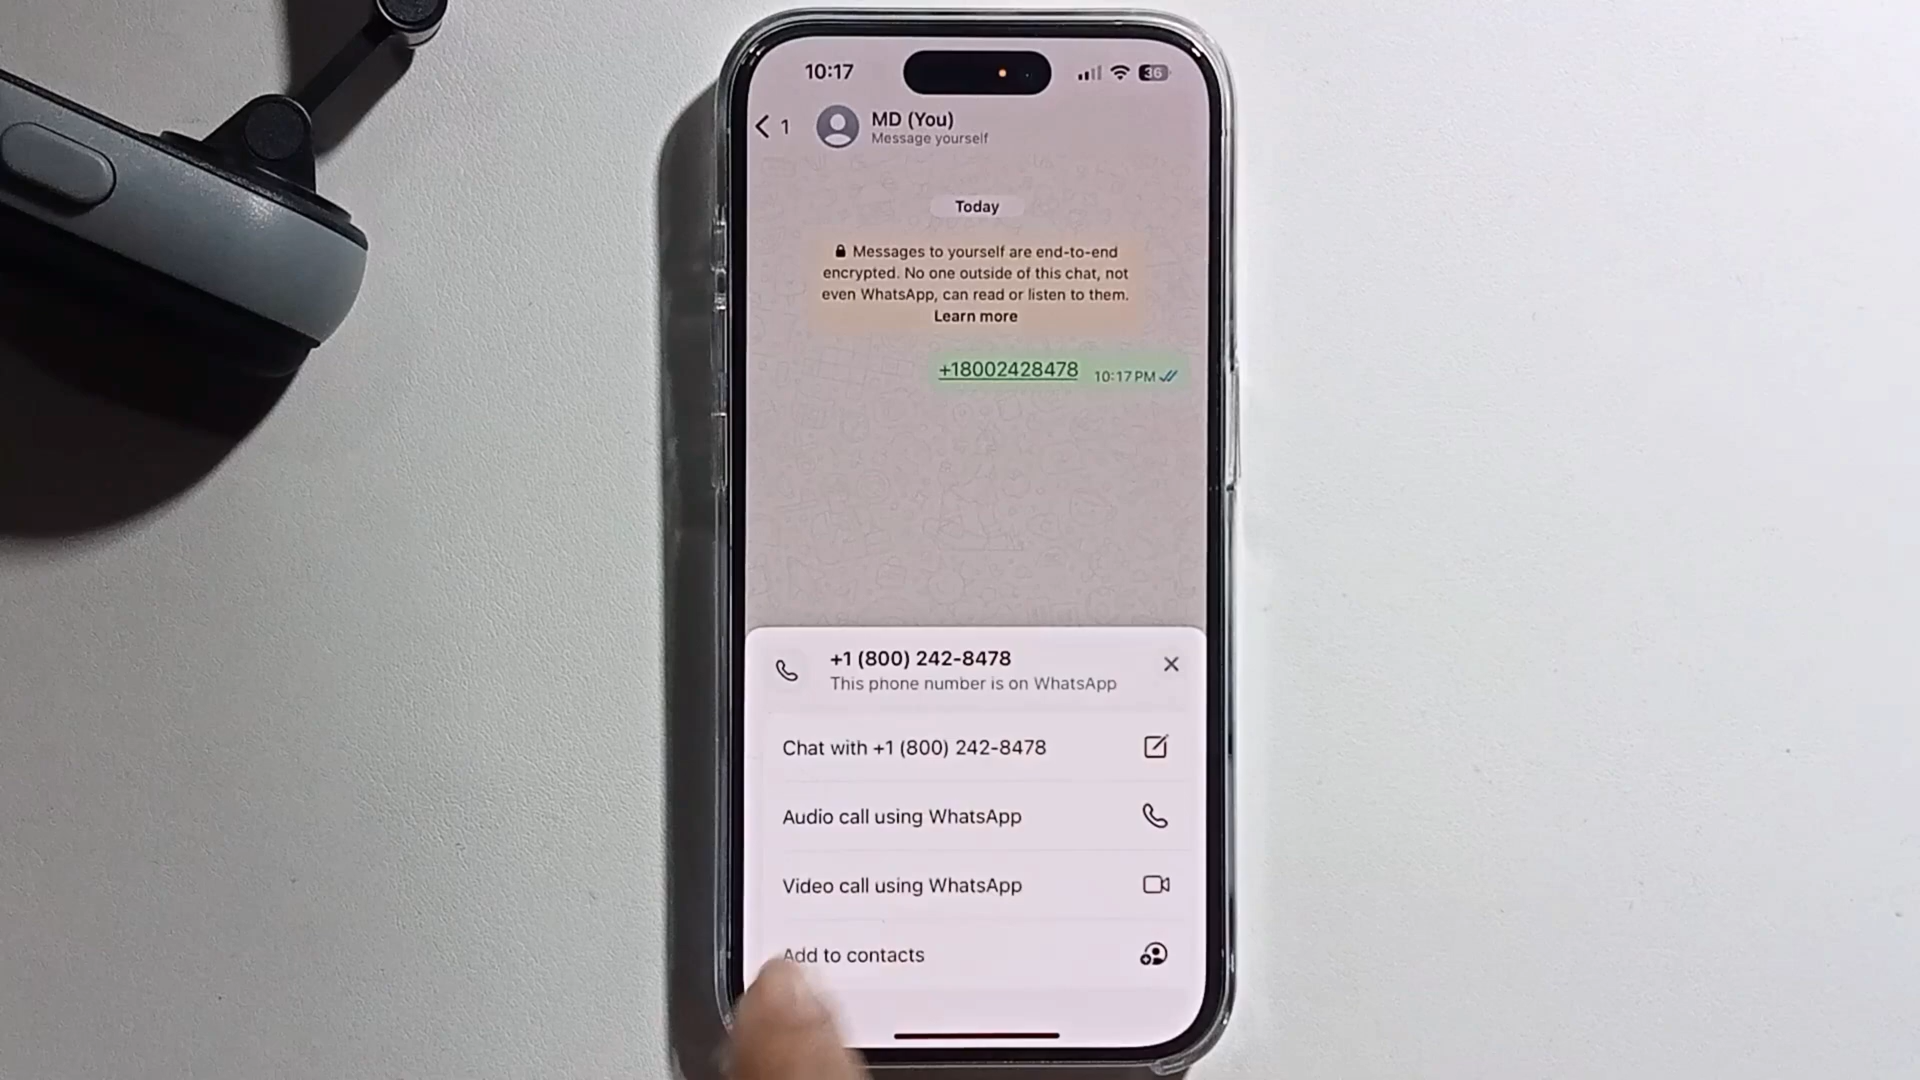 10:17
36
1
MD (You)
Message yourself
Today
Messages to yourself are end-to-end
encrypted. No one outside of this chat, not
even WhatsApp, can read or listen to them.
Learn more
+18002428478 10:17 PM
+1 (800) 242-8478
This phone number is on WhatsApp
Chat with +1 (800) 242-8478
Audio call using WhatsApp
Video call using WhatsApp
Add to contacts